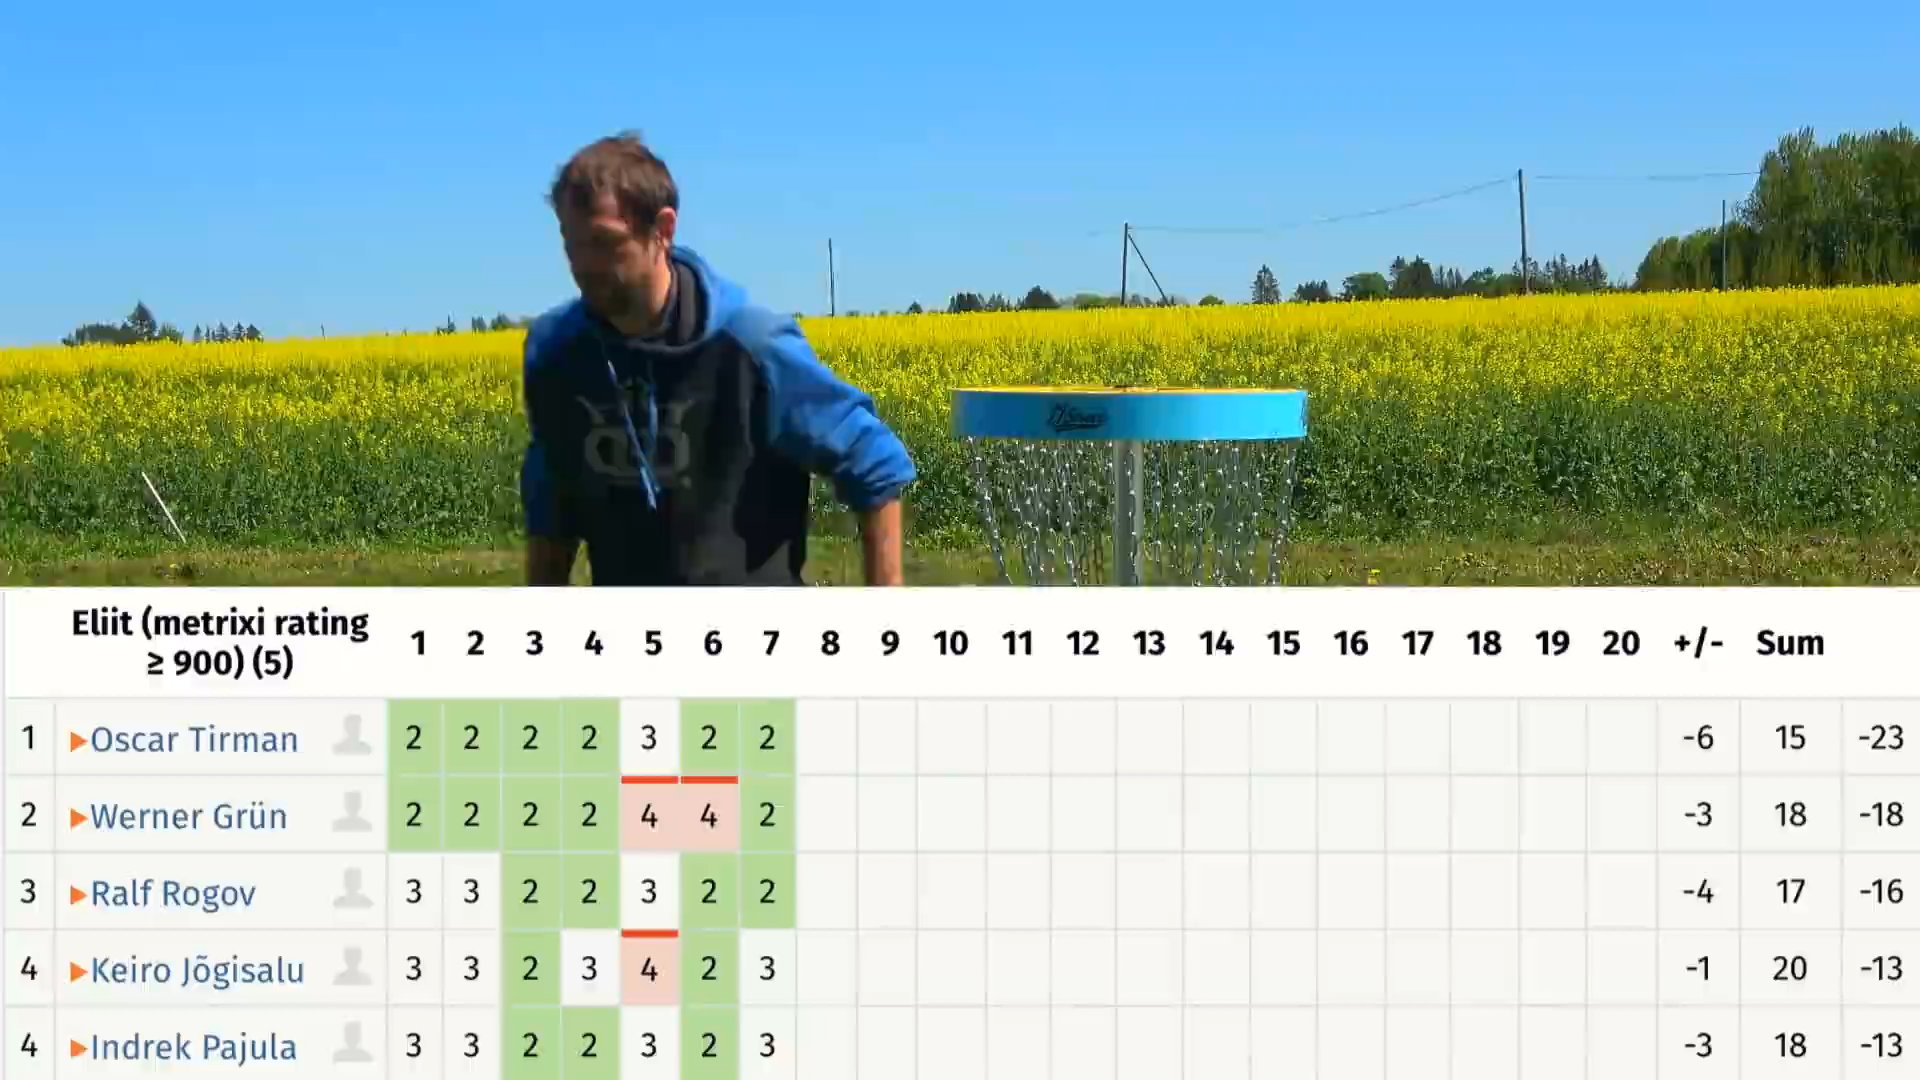 Eliit (metrixi rating ≥ 900) (5) 1 2 3 4 5 6 7 8 9 10 11 12 13 14 15 16 17 18 19 20 +/- Sum
1 Oscar Tirman 2 2 2 2 3 2 2 -6 15 -23
2 Werner Grün 2 2 2 2 4 4 2 -3 18 -18
3 Ralf Rogov 3 3 2 2 3 2 2 -4 17 -16
4 Keiro Jõgisalu 3 3 2 3 4 2 3 -1 20 -13
4 Indrek Pajula 3 3 2 2 3 2 3 -3 18 -13